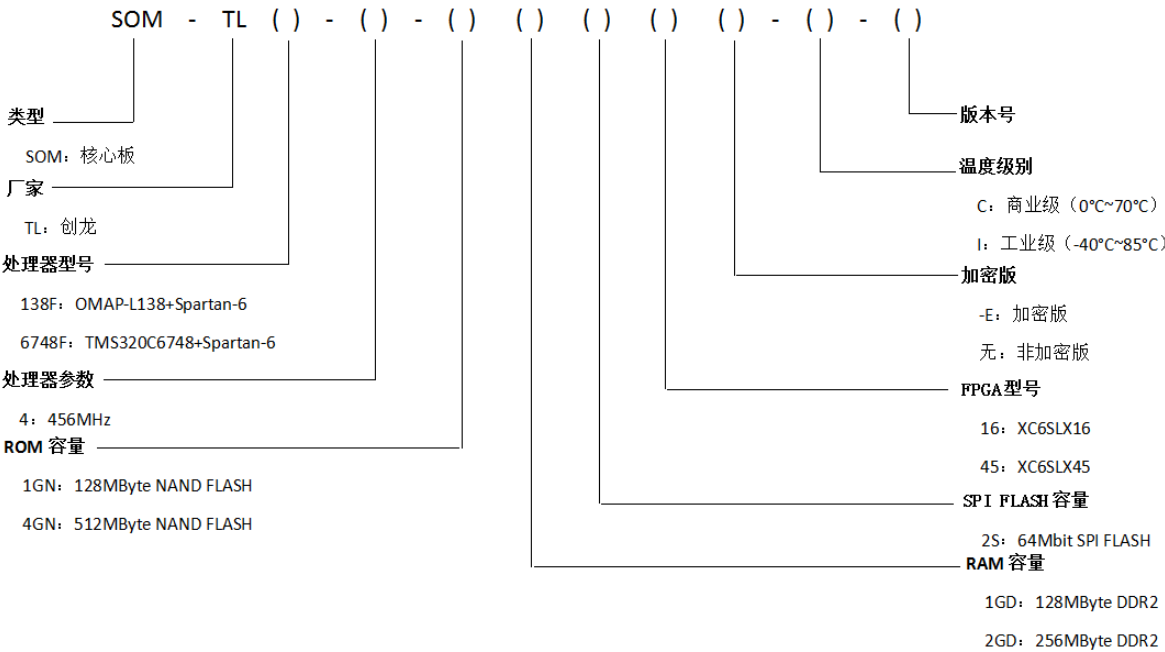 SOM - TL ( ) - ( ) - ( ) ( ) ( ) ( ) ( ) - ( ) - ( )
类型
SOM：核心板
厂家
TL：创龙
处理器型号
138F：OMAP-L138+Spartan-6
6748F：TMS320C6748+Spartan-6
处理器参数
4：456MHz
ROM 容量
1GN：128MByte NAND FLASH
4GN：512MByte NAND FLASH
版本号
温度级别
C：商业级（0°C~70°C）
I：工业级（-40°C~85°C）
加密版
-E：加密版
无：非加密版
FPGA型号
16：XC6SLX16
45：XC6SLX45
SPI FLASH容量
2S：64Mbit SPI FLASH
RAM 容量
1GD：128MByte DDR2
2GD：256MByte DDR2